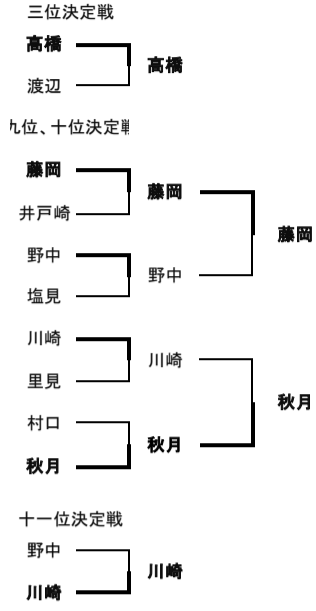 三位決定戦
高橋
高橋
渡辺
九位、十位決定戦
藤岡
藤岡
井戸崎
藤岡
野中
野中
塩見
川崎
川崎
里見
秋月
村口
秋月
秋月
十一位決定戦
野中
川崎
川崎